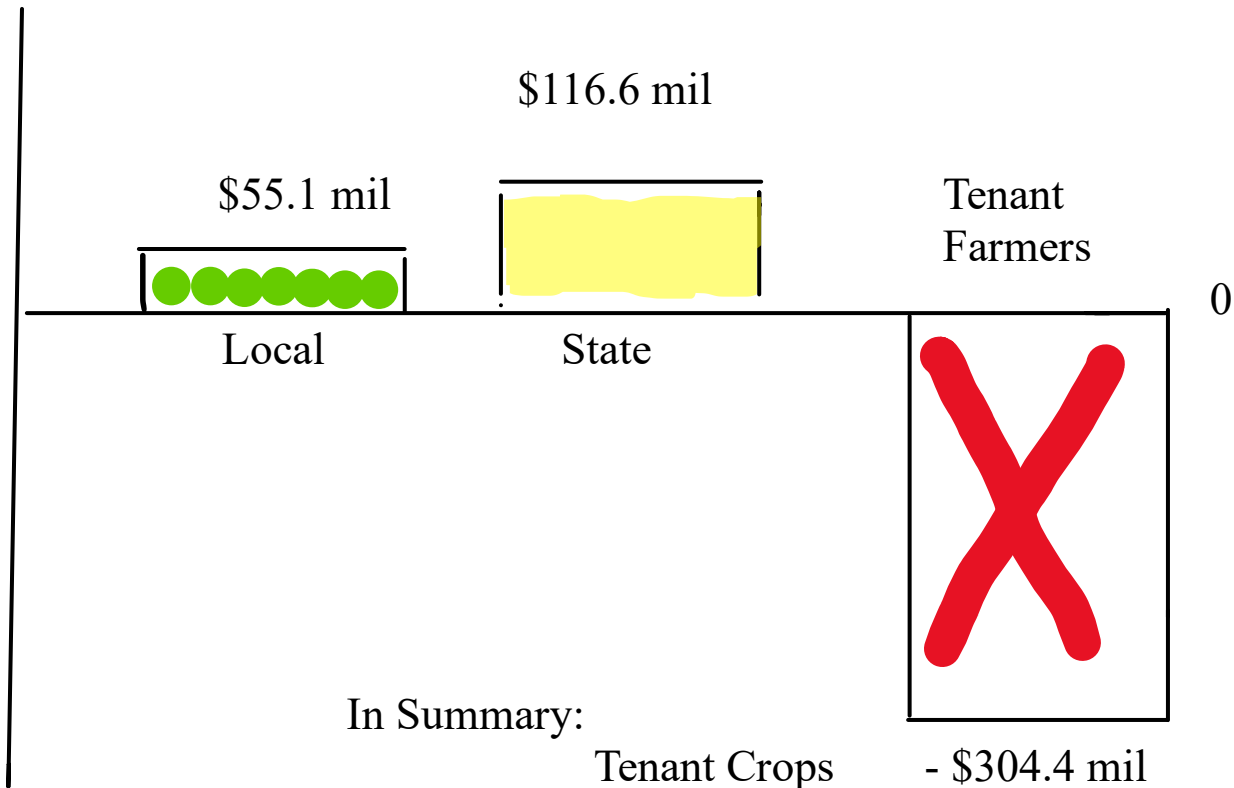 $116.6 mil
$55.1 mil
Tenant
Farmers
0
Local
State
In Summary:
Tenant Crops - $304.4 mil